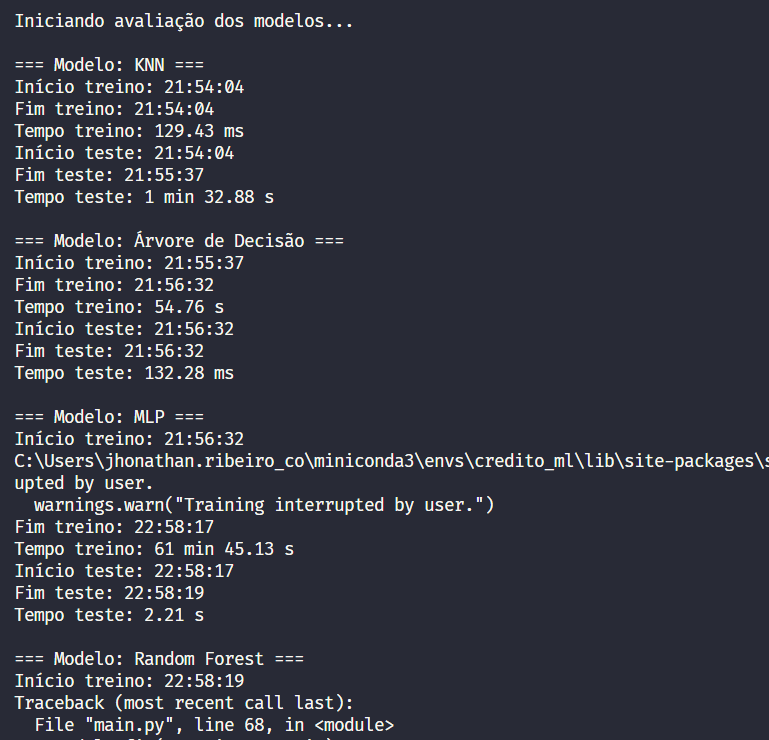 Iniciando avaliação dos modelos...
=== Modelo: KNN ===
Início treino: 21:54:04
Fim treino: 21:54:04
Tempo treino: 129.43 ms
Início teste: 21:54:04
Fim teste: 21:55:37
Tempo teste: 1 min 32.88 s
=== Modelo: Árvore de Decisão ===
Início treino: 21:55:37
Fim treino: 21:56:32
Tempo treino: 54.76 s
Início teste: 21:56:32
Fim teste: 21:56:32
Tempo teste: 132.28 ms
=== Modelo: MLP ===
Início treino: 21:56:32
C:\Users\jhonathan.ribeiro_co\miniconda3\envs\credito_ml\lib\site-packages\s
upted by user.
warnings.warn("Training interrupted by user.")
Fim treino: 22:58:17
Tempo treino: 61 min 45.13 s
Início teste: 22:58:17
Fim teste: 22:58:19
Tempo teste: 2.21 s
=== Modelo: Random Forest ===
Início treino: 22:58:19
Traceback (most recent call last):
File "main.py", line 68, in <module>